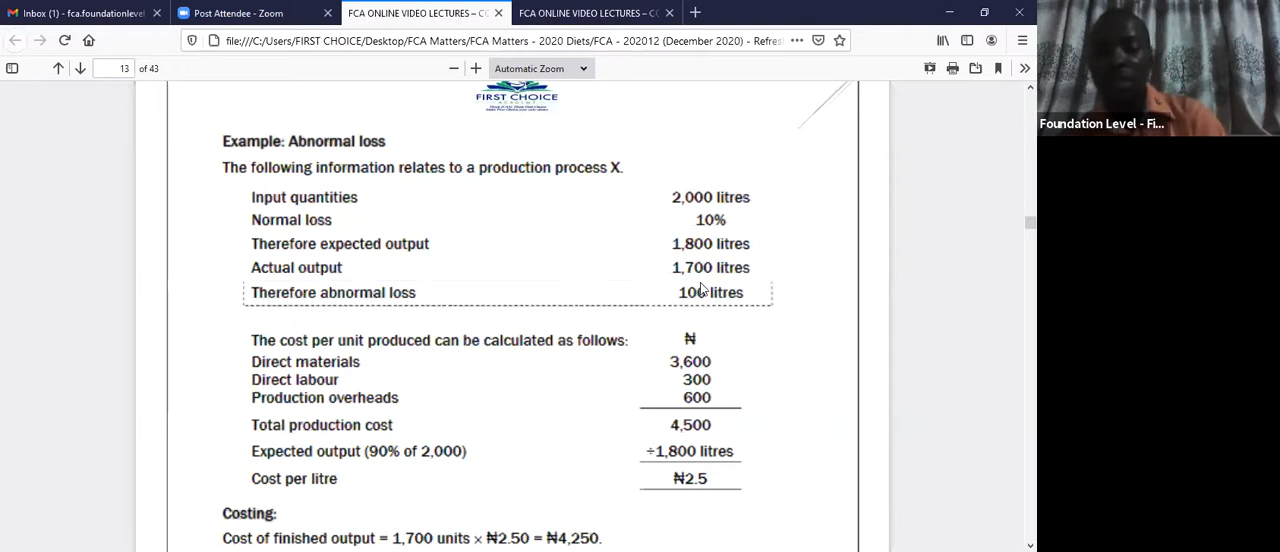 Inbox (1) - fca.foundationlevel
Post Attendee - Zoom
FCA ONLINE VIDEO LECTURES – CO
FCA ONLINE VIDEO LECTURES – CO
file:///C:/Users/FIRST CHOICE/Desktop/FCA Matters/FCA Matters - 2020 Diets/FCA - 202012 (December 2020) - Refres
13 of 43
Automatic Zoom
Foundation Level - Fi...
FIRST CHOICE
ACADEMY
Example: Abnormal loss
The following information relates to a production process X.
Input quantities 2,000 litres
Normal loss 10%
Therefore expected output 1,800 litres
Actual output 1,700 litres
Therefore abnormal loss 100 litres
The cost per unit produced can be calculated as follows: ₦
Direct materials 3,600
Direct labour 300
Production overheads 600
Total production cost 4,500
Expected output (90% of 2,000) ÷1,800 litres
Cost per litre ₦2.5
Costing:
Cost of finished output = 1,700 units × ₦2.50 = ₦4,250.